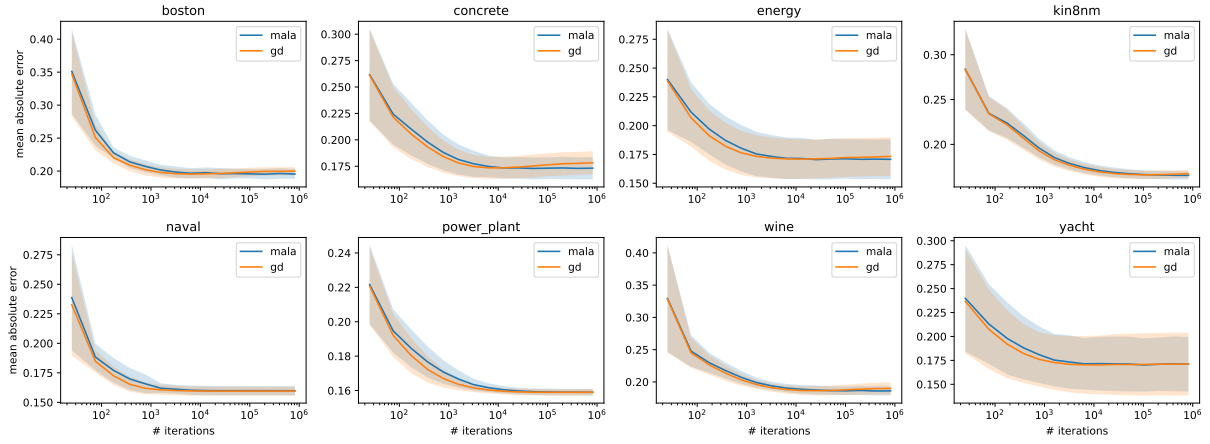 boston
mean absolute error
0.40
0.35
0.30
0.25
0.20
10² 10³ 10⁴ 10⁵ 10⁶
mala
gd
concrete
0.300
0.275
0.250
0.225
0.200
0.175
10² 10³ 10⁴ 10⁵ 10⁶
mala
gd
energy
0.275
0.250
0.225
0.200
0.175
0.150
10² 10³ 10⁴ 10⁵ 10⁶
mala
gd
kin8nm
0.30
0.25
0.20
10² 10³ 10⁴ 10⁵ 10⁶
mala
gd
naval
mean absolute error
0.275
0.250
0.225
0.200
0.175
0.150
10² 10³ 10⁴ 10⁵ 10⁶
# iterations
mala
gd
power_plant
0.24
0.22
0.20
0.18
0.16
10² 10³ 10⁴ 10⁵ 10⁶
# iterations
mala
gd
wine
0.40
0.35
0.30
0.25
0.20
10² 10³ 10⁴ 10⁵ 10⁶
# iterations
mala
gd
yacht
0.300
0.275
0.250
0.225
0.200
0.175
0.150
10² 10³ 10⁴ 10⁵ 10⁶
# iterations
mala
gd